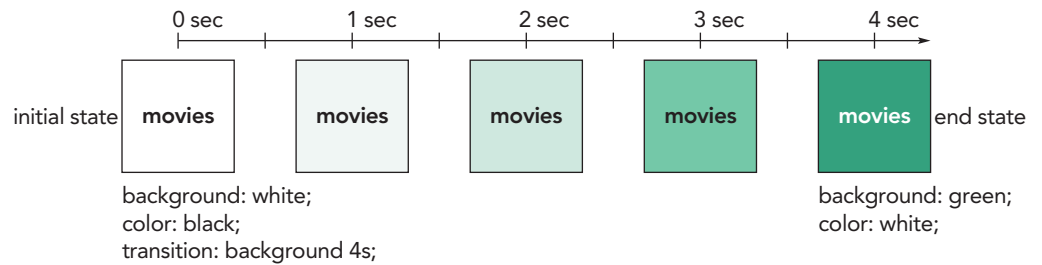 0 sec 1 sec 2 sec 3 sec 4 sec
initial state movies movies movies movies movies end state
background: white;
color: black;
transition: background 4s;
background: green;
color: white;